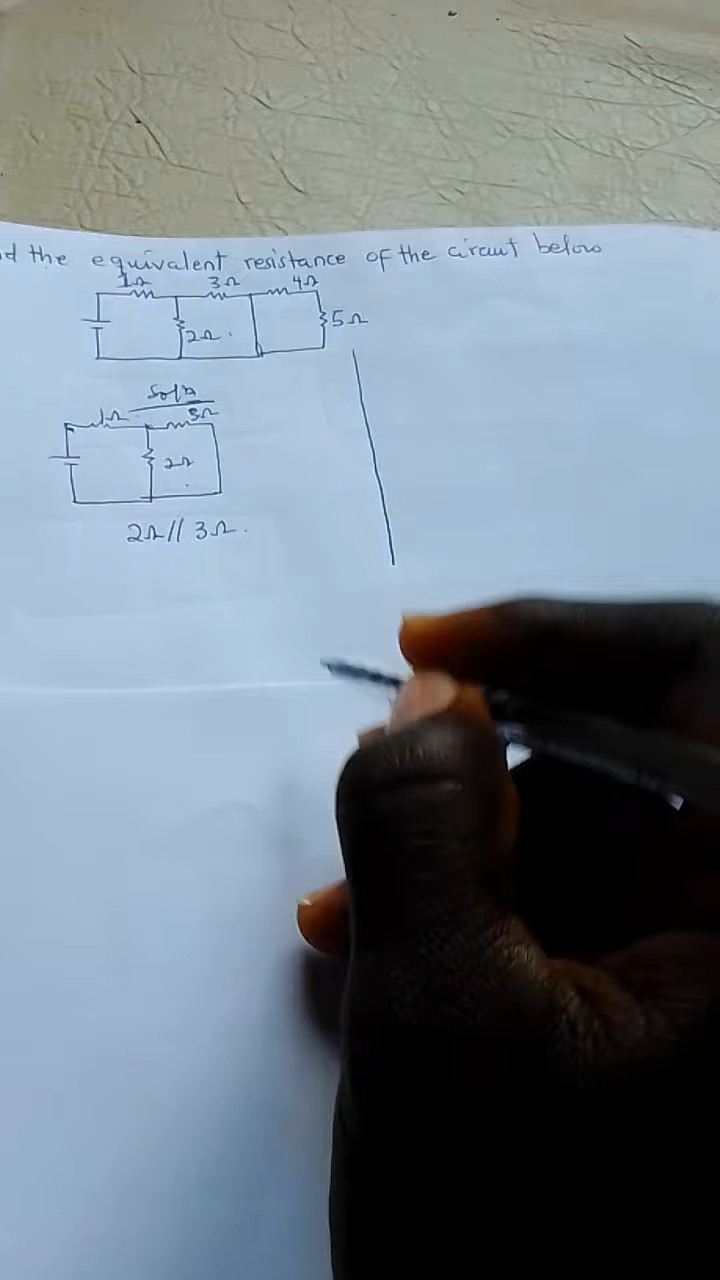 d the equivalent resistance of the circuit below
1Ω 3Ω 4Ω
2Ω 5Ω
Soln
1Ω 3Ω
2Ω
2Ω // 3Ω.